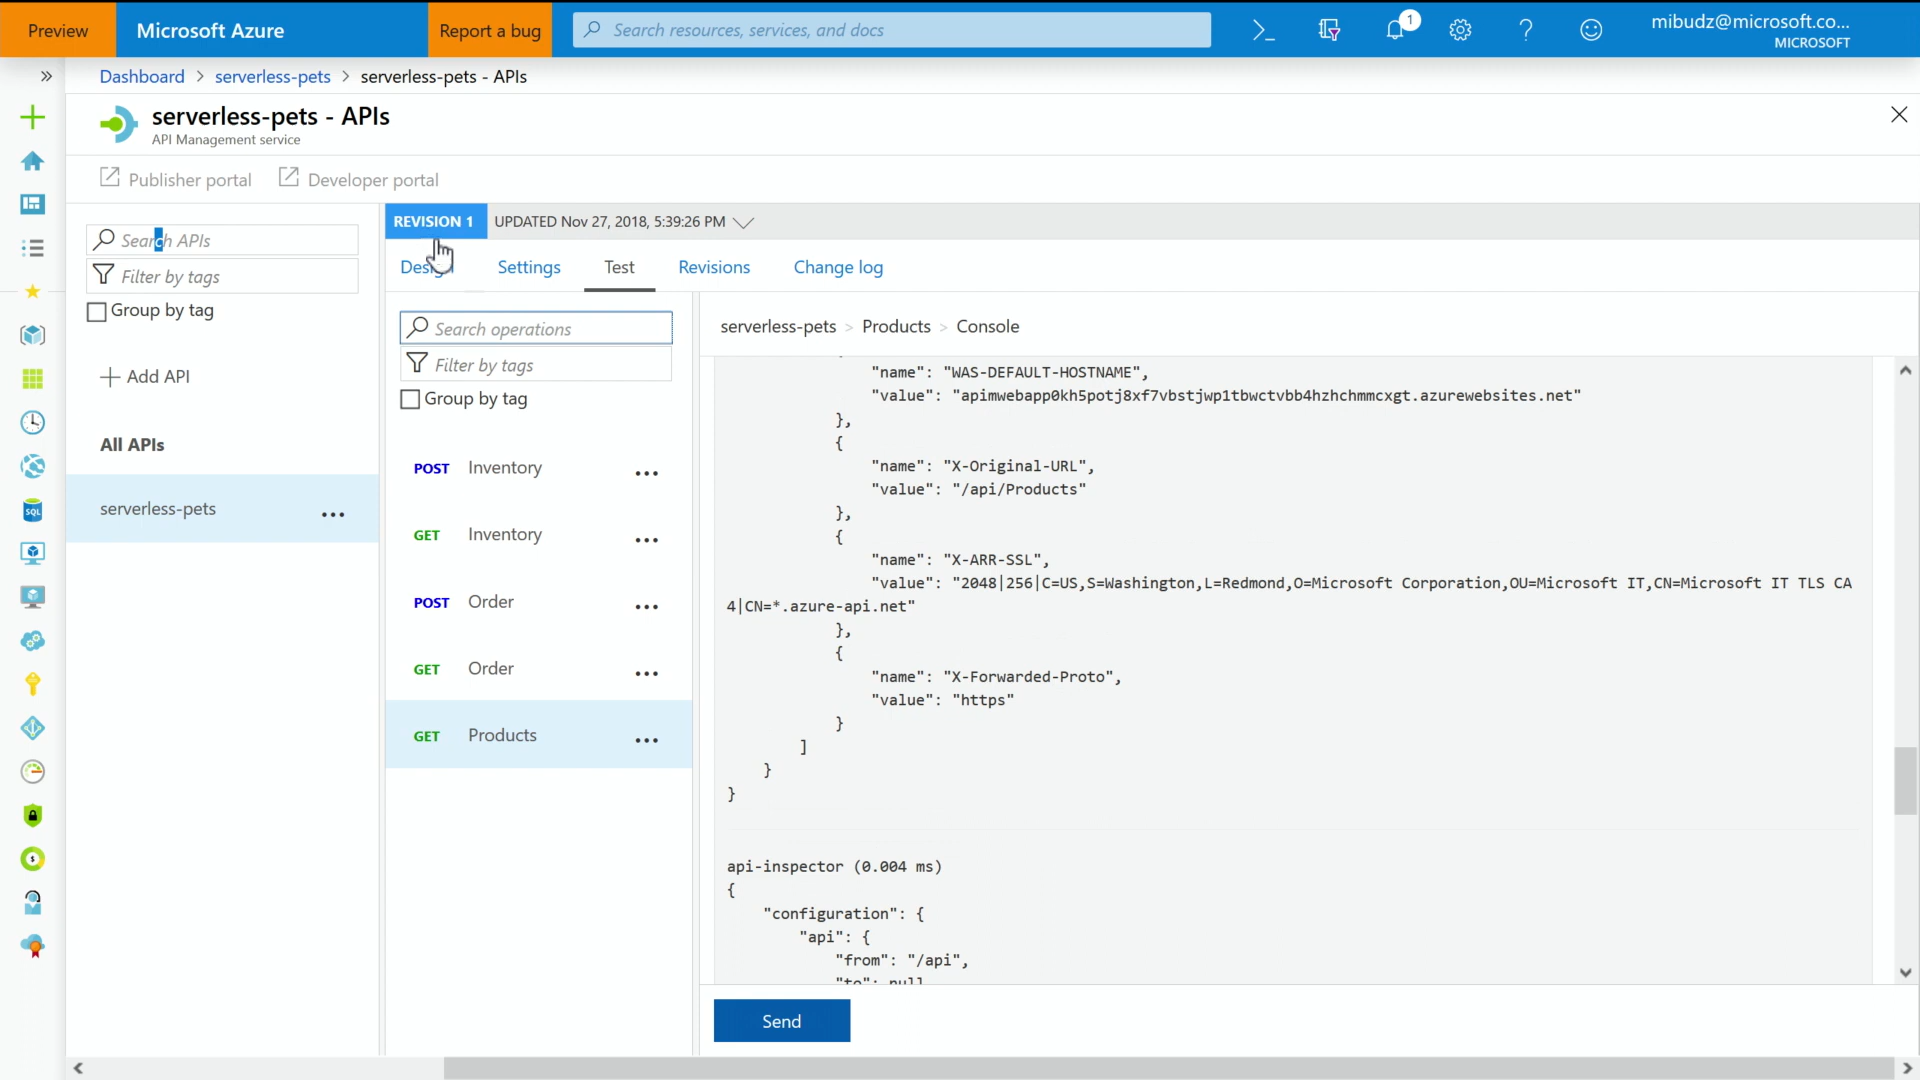 Preview
Microsoft Azure
Report a bug
Search resources, services, and docs
1
mibudz@microsoft.co...
MICROSOFT
Dashboard > serverless-pets > serverless-pets - APIs
serverless-pets - APIs
API Management service
Publisher portal
Developer portal
Search APIs
Filter by tags
Group by tag
Add API
All APIs
serverless-pets
REVISION 1
UPDATED Nov 27, 2018, 5:39:26 PM
Design
Settings
Test
Revisions
Change log
Search operations
Filter by tags
Group by tag
POST Inventory
GET Inventory
POST Order
GET Order
GET Products
serverless-pets > Products > Console
"name": "WAS-DEFAULT-HOSTNAME",
"value": "apimwebapp0kh5potj8xf7vbstjwp1tbwctvbb4hzhchmmcxgt.azurewebsites.net"
},
{
"name": "X-Original-URL",
"value": "/api/Products"
},
{
"name": "X-ARR-SSL",
"value": "2048|256|C=US,S=Washington,L=Redmond,O=Microsoft Corporation,OU=Microsoft IT,CN=Microsoft IT TLS CA
4|CN=*.azure-api.net"
},
{
"name": "X-Forwarded-Proto",
"value": "https"
}
]
}
}
api-inspector (0.004 ms)
{
"configuration": {
"api": {
"from": "/api",
"to": null
Send
SQL